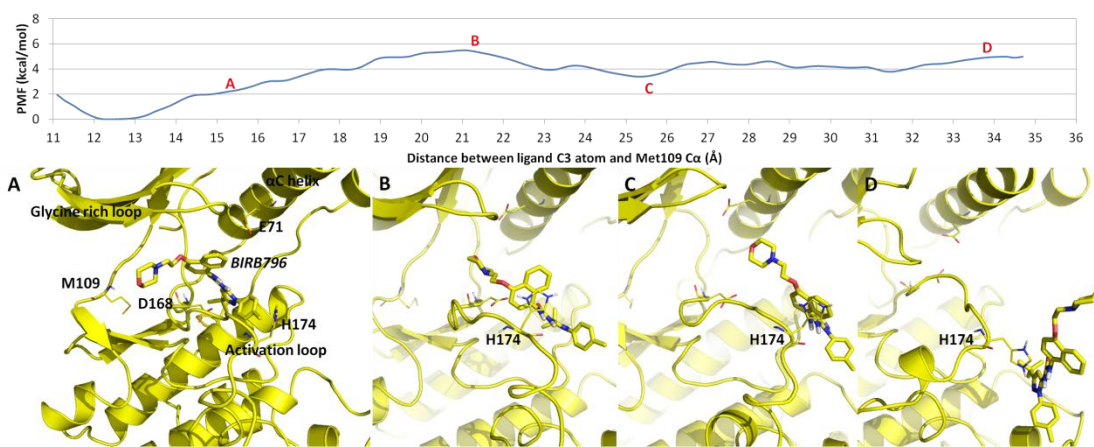 PMF (kcal/mol)
8
6
4
2
0
A
B
C
D
11 12 13 14 15 16 17 18 19 20 21 22 23 24 25 26 27 28 29 30 31 32 33 34 35 36
Distance between ligand C3 atom and Met109 Cα (Å)
A
αC helix
Glycine rich loop
E71
BIRB796
M109
D168
H174
Activation loop
B
H174
C
H174
D
H174